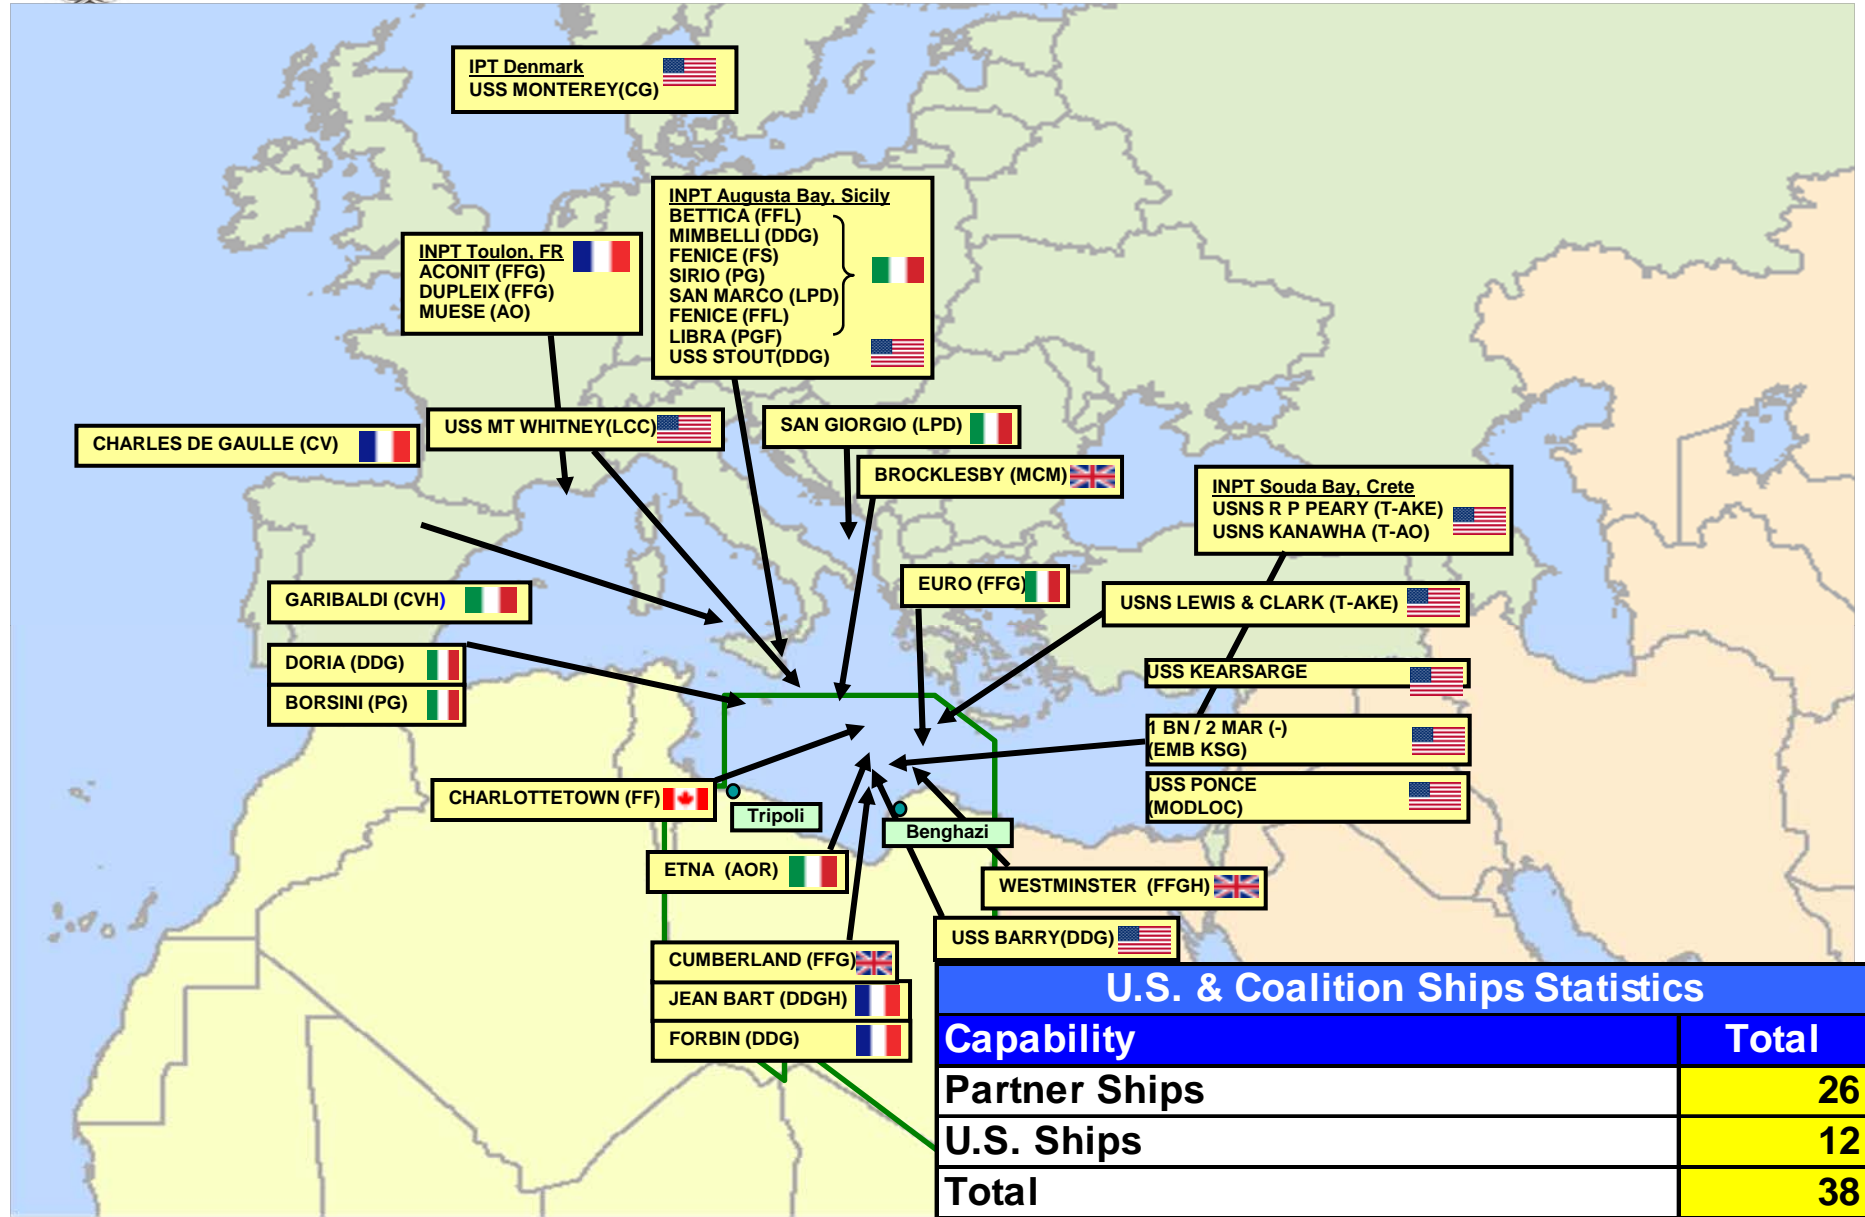 IPT Denmark
USS MONTEREY(CG)
INPT Augusta Bay, Sicily
BETTICA (FFL)
MIMBELLI (DDG)
FENICE (FS)
SIRIO (PG)
SAN MARCO (LPD)
FENICE (FFL)
LIBRA (PGF)
USS STOUT(DDG)
INPT Toulon, FR
ACONIT (FFG)
DUPLEIX (FFG)
MUESE (AO)
CHARLES DE GAULLE (CV)
USS MT WHITNEY(LCC)
SAN GIORGIO (LPD)
BROCKLESBY (MCM)
INPT Souda Bay, Crete
USNS R P PEARY (T-AKE)
USNS KANAWHA (T-AO)
GARIBALDI (CVH)
EURO (FFG)
USNS LEWIS & CLARK (T-AKE)
DORIA (DDG)
BORSINI (PG)
USS KEARSARGE
1 BN / 2 MAR (-)
(EMB KSG)
USS PONCE
(MODLOC)
CHARLOTTETOWN (FF)
Tripoli
Benghazi
ETNA (AOR)
WESTMINSTER (FFGH)
USS BARRY(DDG)
CUMBERLAND (FFG)
JEAN BART (DDGH)
FORBIN (DDG)
U.S. & Coalition Ships Statistics
Capability Total
Partner Ships 26
U.S. Ships 12
Total 38